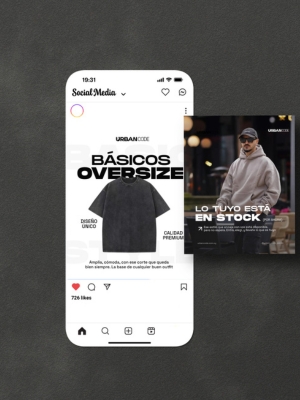 19:31
Social Media
URBANCODE
BÁSICOS
OVERSIZE
DISEÑO
ÚNICO
CALIDAD
PREMIUM
Amplia, cómoda, con ese corte que queda
bien siempre. La base de cualquier buen outfit
726 likes
URBANCODE
LO TUYO ESTÁ
EN STOCK